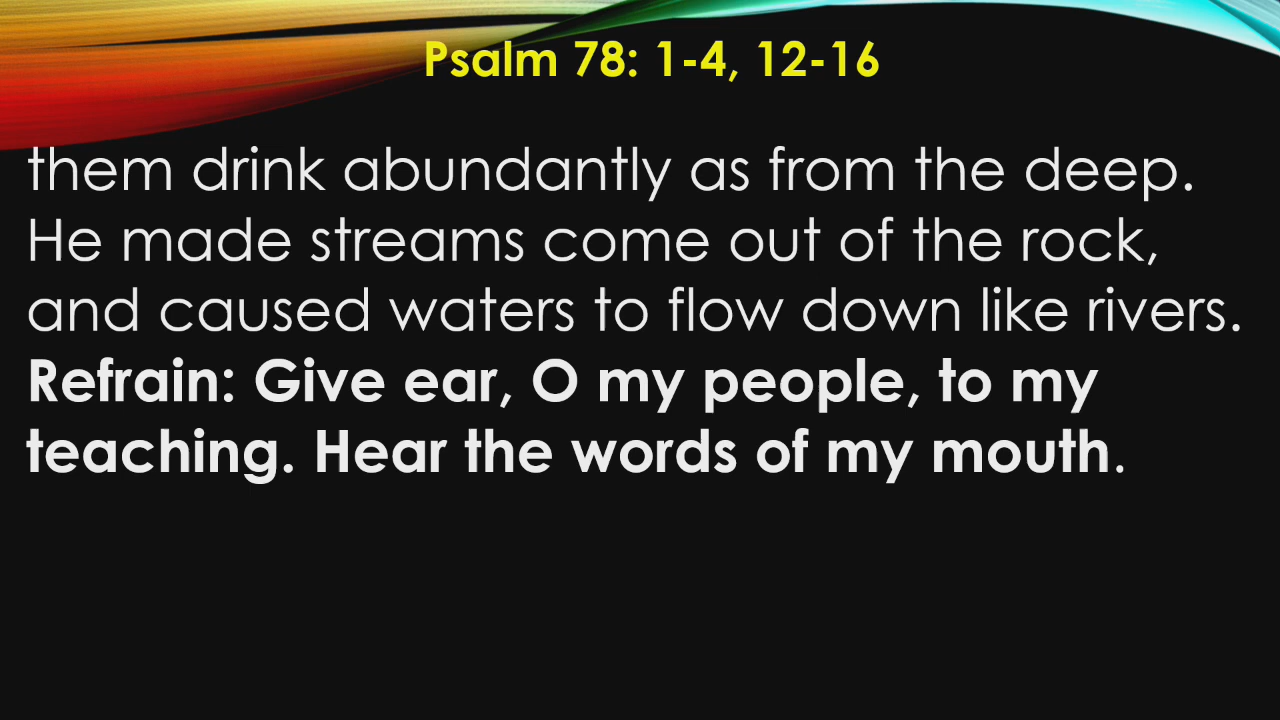 Psalm 78: 1-4, 12-16
them drink abundantly as from the deep.
He made streams come out of the rock,
and caused waters to flow down like rivers.
Refrain: Give ear, O my people, to my
teaching. Hear the words of my mouth.